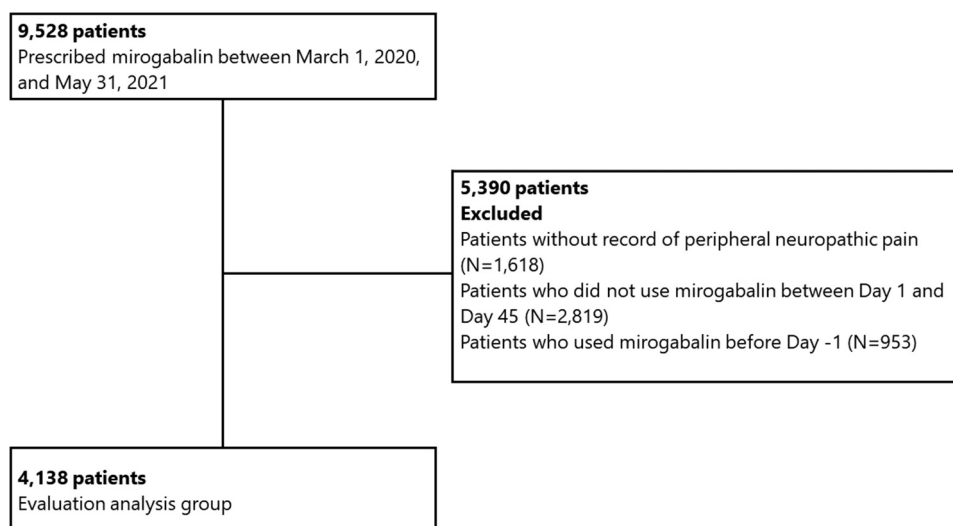 9,528 patients
Prescribed mirogabalin between March 1, 2020,
and May 31, 2021
5,390 patients
Excluded
Patients without record of peripheral neuropathic pain
(N=1,618)
Patients who did not use mirogabalin between Day 1 and
Day 45 (N=2,819)
Patients who used mirogabalin before Day -1 (N=953)
4,138 patients
Evaluation analysis group